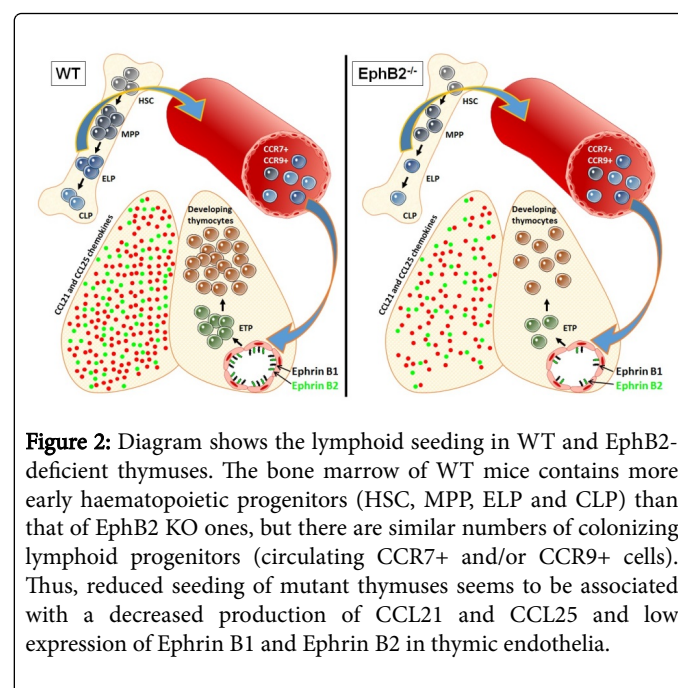 WT
HSC
MPP
ELP
CLP
CCR7+
CCR9+
CCL21 and CCL25 chemokines
Developing
thymocytes
ETP
Ephrin B1
Ephrin B2
EphB2-/-
HSC
MPP
ELP
CLP
CCR7+
CCR9+
CCL21 and CCL25 chemokines
Developing
thymocytes
ETP
Ephrin B1
Ephrin B2
Figure 2: Diagram shows the lymphoid seeding in WT and EphB2-
deficient thymuses. The bone marrow of WT mice contains more
early haematopoietic progenitors (HSC, MPP, ELP and CLP) than
that of EphB2 KO ones, but there are similar numbers of colonizing
lymphoid progenitors (circulating CCR7+ and/or CCR9+ cells).
Thus, reduced seeding of mutant thymuses seems to be associated
with a decreased production of CCL21 and CCL25 and low
expression of Ephrin B1 and Ephrin B2 in thymic endothelia.